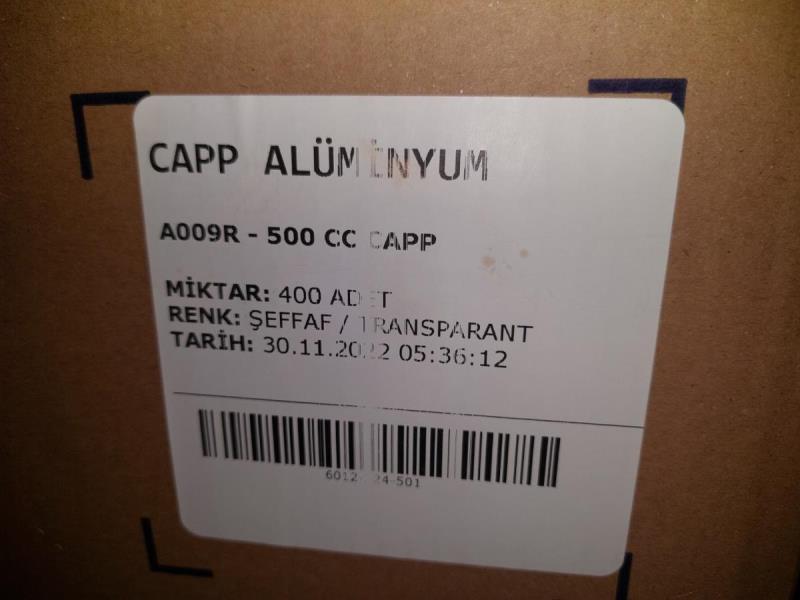 CAPP ALÜMİNYUM
A009R - 500 CC CAPP
MİKTAR: 400 ADET
RENK: ŞEFFAF / TRANSPARANT
TARİH: 30.11.2022 05:36:12